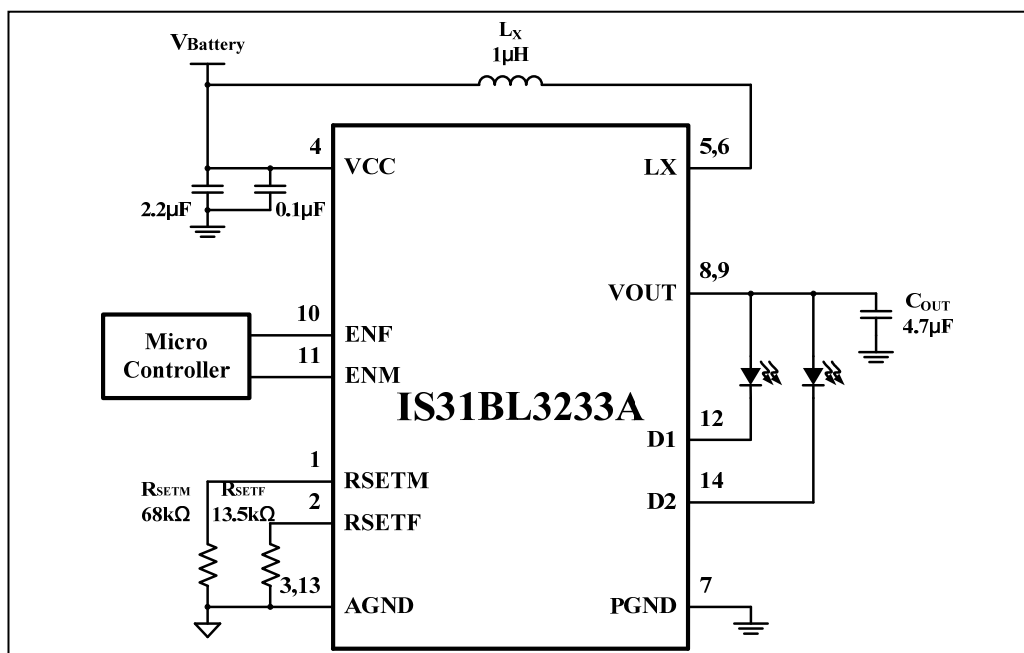 VBattery
LX
1µH
4
VCC
5,6
LX
2.2µF
0.1µF
8,9
VOUT
COUT
4.7µF
10
ENF
Micro
Controller
11
ENM
IS31BL3233A
12
D1
1
RSETM
14
D2
RSETM
68kΩ
RSETF
13.5kΩ
2
RSETF
3,13
AGND
7
PGND